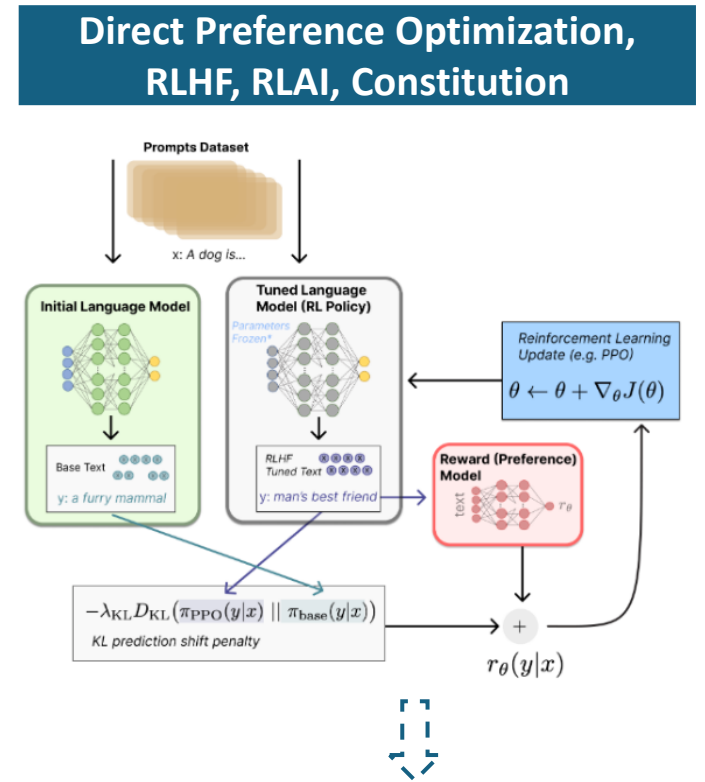 Direct Preference Optimization,
RLHF, RLAI, Constitution
Prompts Dataset
x: A dog is...
Initial Language Model
Base Text
y: a furry mammal
Tuned Language
Model (RL Policy)
Parameters
Frozen*
RLHF
Tuned Text
y: man's best friend
Reinforcement Learning
Update (e.g. PPO)
θ ← θ + ∇θJ(θ)
Reward (Preference)
Model
text
rθ
−λKL DKL(πPPO(y|x) || πbase(y|x))
KL prediction shift penalty
+
rθ(y|x)